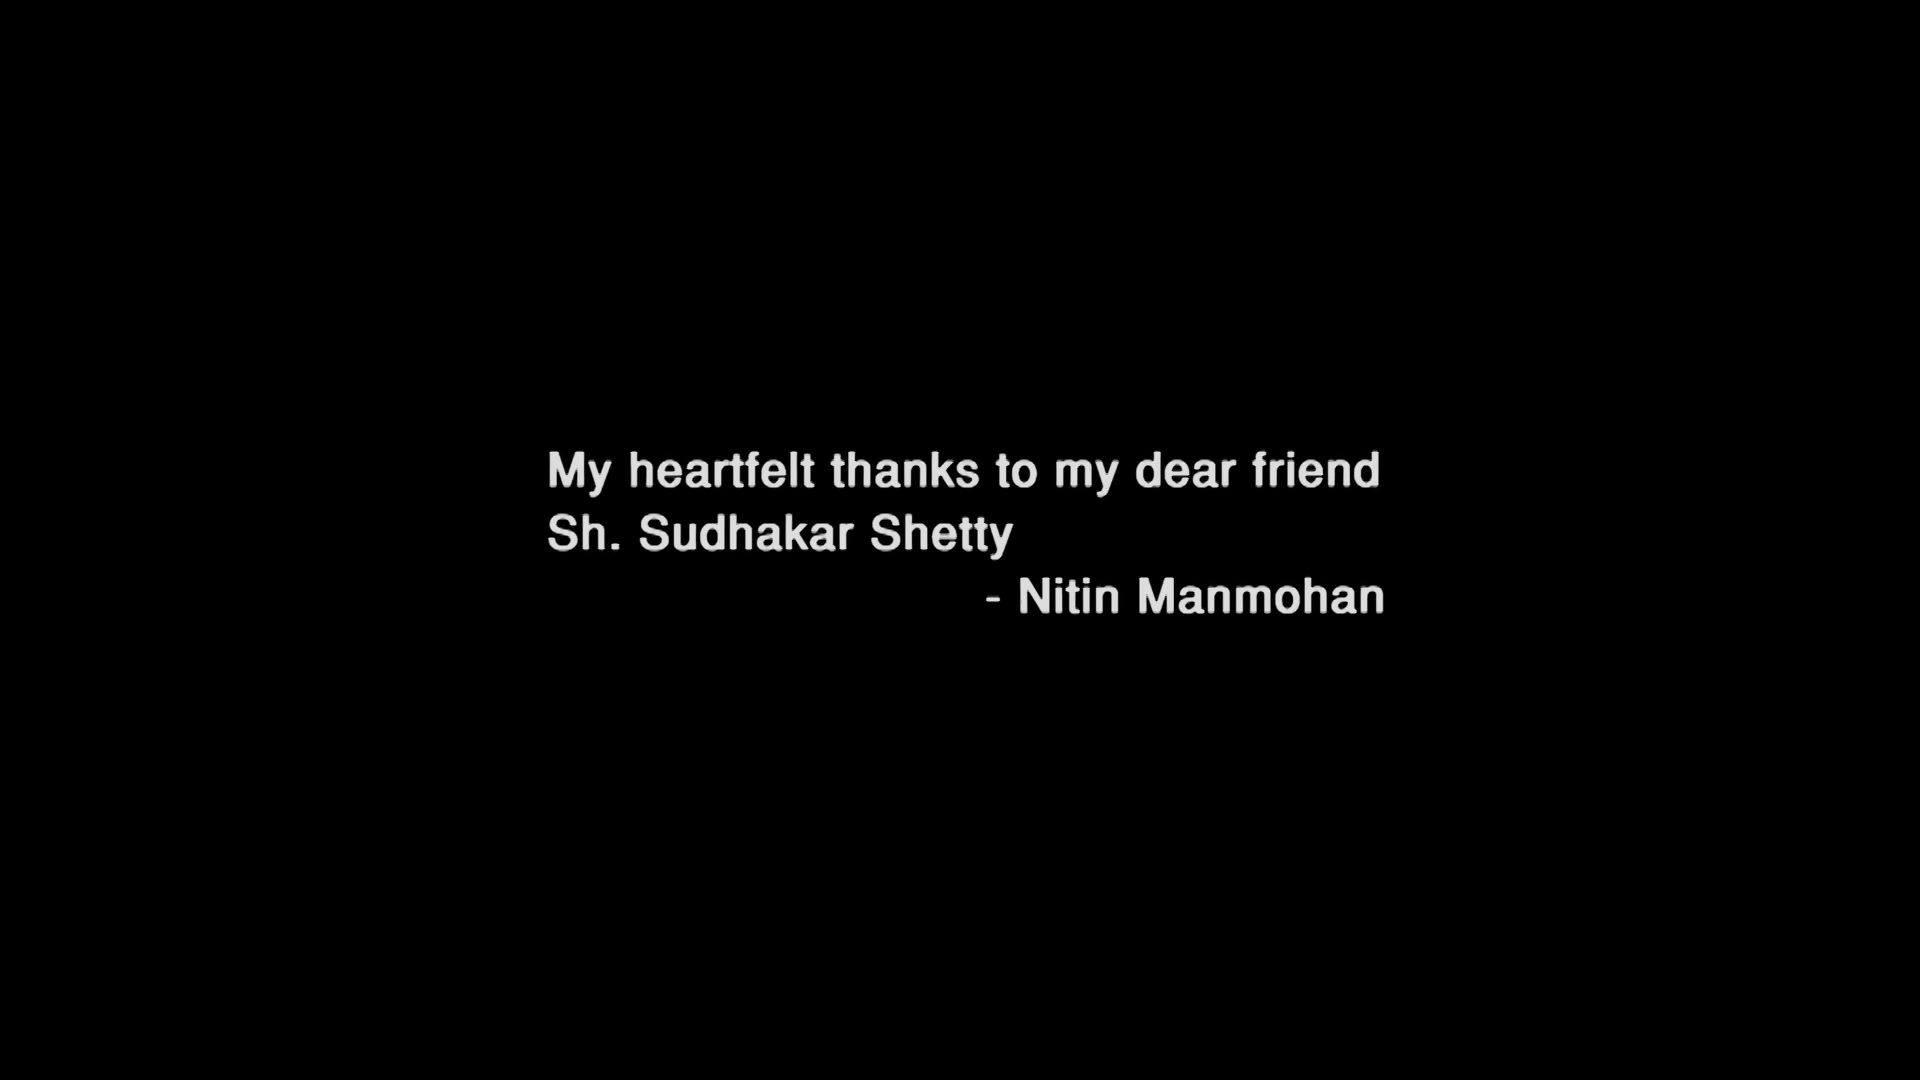 My heartfelt thanks to my dear friend
Sh. Sudhakar Shetty
- Nitin Manmohan